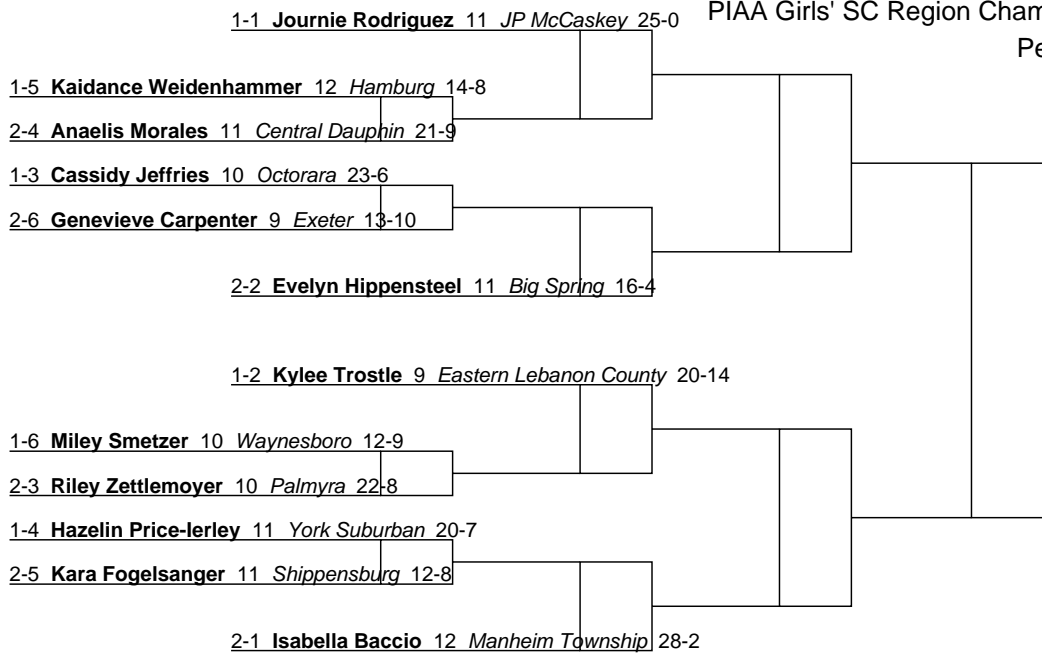 1-1 Journie Rodriguez 11 JP McCaskey 25-0
PIAA Girls' SC Region
1-5 Kaidance Weidenhammer 12 Hamburg 14-8
2-4 Anaelis Morales 11 Central Dauphin 21-9
1-3 Cassidy Jeffries 10 Octorara 23-6
2-6 Genevieve Carpenter 9 Exeter 13-10
2-2 Evelyn Hippensteel 11 Big Spring 16-4
1-2 Kylee Trostle 9 Eastern Lebanon County 20-14
1-6 Miley Smetzer 10 Waynesboro 12-9
2-3 Riley Zettlemoyer 10 Palmyra 22-8
1-4 Hazelin Price-Ierley 11 York Suburban 20-7
2-5 Kara Fogelsanger 11 Shippensburg 12-8
2-1 Isabella Baccio 12 Manheim Township 28-2